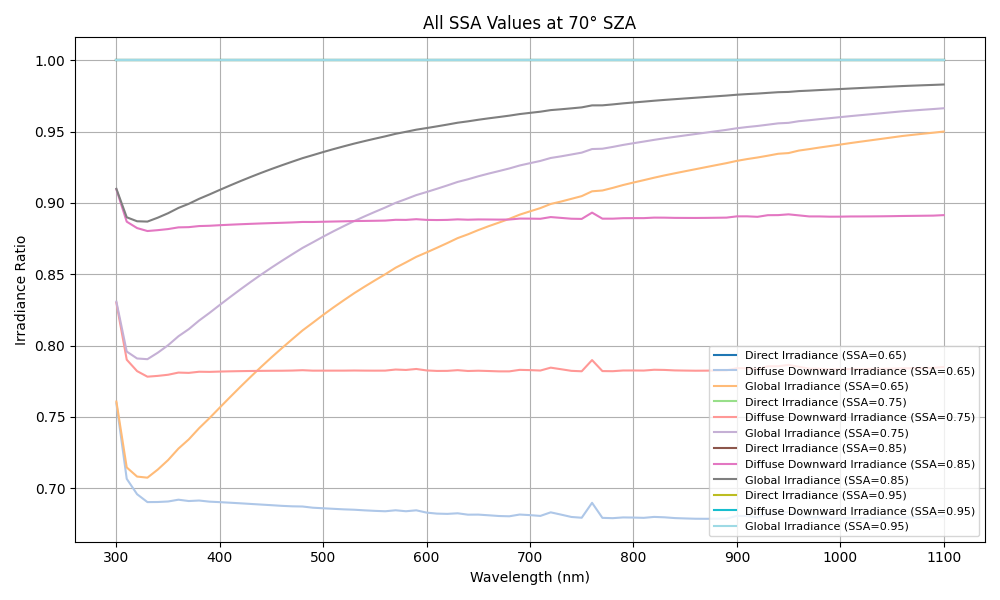 All SSA Values at 70° SZA
Irradiance Ratio
1.00
0.95
0.90
0.85
0.80
0.75
0.70
Direct Irradiance (SSA=0.65)
Diffuse Downward Irradiance (SSA=0.65)
Global Irradiance (SSA=0.65)
Direct Irradiance (SSA=0.75)
Diffuse Downward Irradiance (SSA=0.75)
Global Irradiance (SSA=0.75)
Direct Irradiance (SSA=0.85)
Diffuse Downward Irradiance (SSA=0.85)
Global Irradiance (SSA=0.85)
Direct Irradiance (SSA=0.95)
Diffuse Downward Irradiance (SSA=0.95)
Global Irradiance (SSA=0.95)
300 400 500 600 700 800 900 1000 1100
Wavelength (nm)